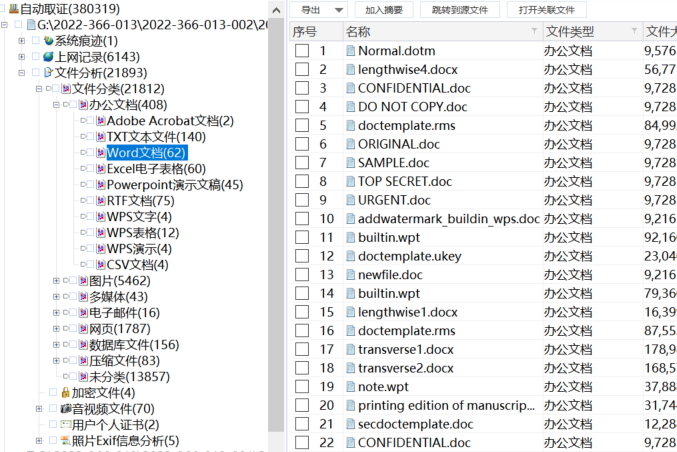 自动取证(380319)
G:\2022-366-013\2022-366-013-002\20
系统痕迹(1)
上网记录(6143)
文件分析(21893)
文件分类(21812)
办公文档(408)
Adobe Acrobat文档(2)
TXT文本文件(140)
Word文档(62)
Excel电子表格(60)
Powerpoint演示文稿(45)
RTF文档(75)
WPS文字(4)
WPS表格(12)
WPS演示(4)
CSV文档(4)
图片(5462)
多媒体(43)
电子邮件(16)
网页(1787)
数据库文件(156)
压缩文件(83)
未分类(13857)
加密文件(4)
音视频文件(70)
用户个人证书(2)
照片Exif信息分析(5)
导出 加入摘要 跳转到源文件 打开关联文件
序号 名称 文件类型 文件大
1 Normal.dotm 办公文档 9,576
2 lengthwise4.docx 办公文档 56,77
3 CONFIDENTIAL.doc 办公文档 9,728
4 DO NOT COPY.doc 办公文档 9,728
5 doctemplate.rms 办公文档 84,99
6 ORIGINAL.doc 办公文档 9,728
7 SAMPLE.doc 办公文档 9,728
8 TOP SECRET.doc 办公文档 9,728
9 URGENT.doc 办公文档 9,728
10 addwatermark_buildin_wps.doc 办公文档 9,216
11 builtin.wpt 办公文档 92,16
12 doctemplate.ukey 办公文档 23,04
13 newfile.doc 办公文档 9,216
14 builtin.wpt 办公文档 79,36
15 lengthwise1.docx 办公文档 16,39
16 doctemplate.rms 办公文档 87,55
17 transverse1.docx 办公文档 178,9
18 transverse2.docx 办公文档 168,5
19 note.wpt 办公文档 37,88
20 printing edition of manuscrip... 办公文档 31,74
21 secdoctemplate.doc 办公文档 12,28
22 CONFIDENTIAL.doc 办公文档 9,728